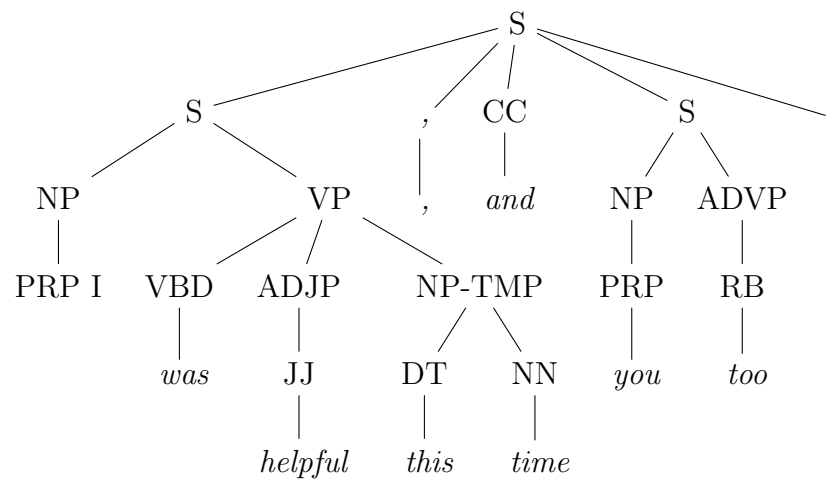 S
S , CC S
NP VP , and NP ADVP
PRP I VBD ADJP NP-TMP PRP RB
was JJ DT NN you too
helpful this time